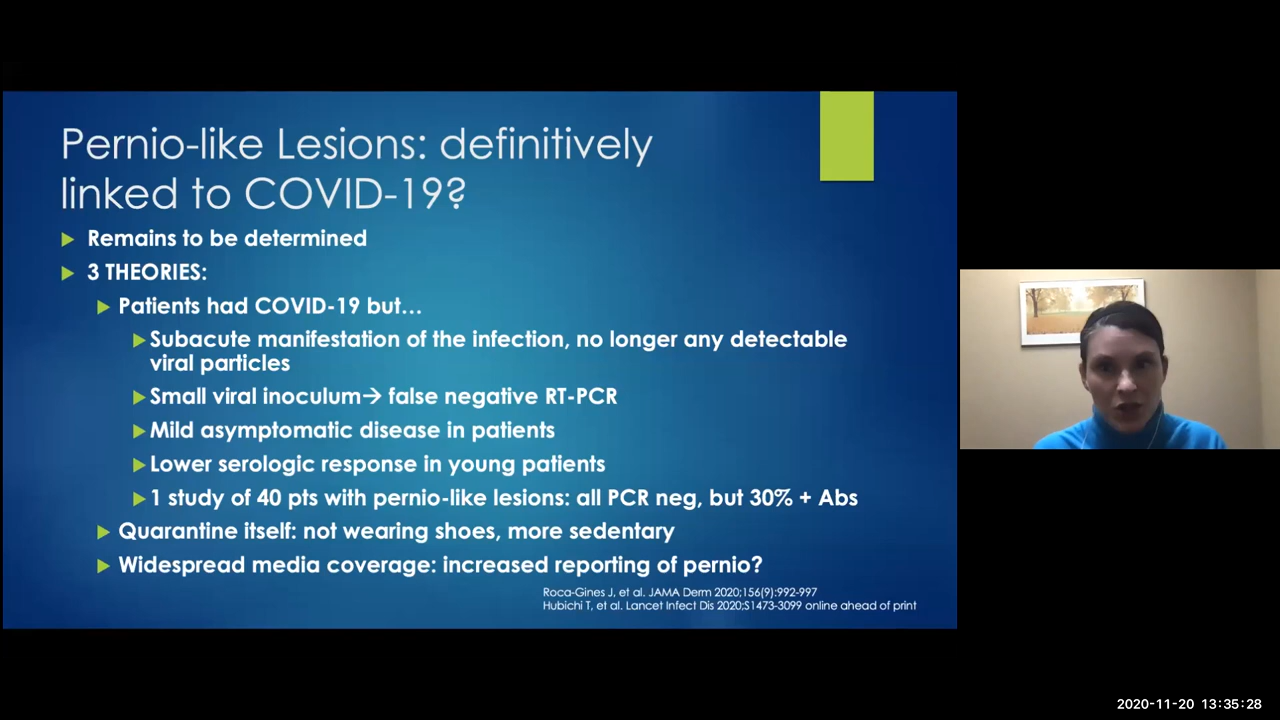 Pernio-like Lesions: definitively
linked to COVID-19?
Remains to be determined
3 THEORIES:
Patients had COVID-19 but...
Subacute manifestation of the infection, no longer any detectable
viral particles
Small viral inoculum→ false negative RT-PCR
Mild asymptomatic disease in patients
Lower serologic response in young patients
1 study of 40 pts with pernio-like lesions: all PCR neg, but 30% + Abs
Quarantine itself: not wearing shoes, more sedentary
Widespread media coverage: increased reporting of pernio?
Roca-Gines J, et al. JAMA Derm 2020;156(9):992-997
Hubichi T, et al. Lancet Infect Dis 2020;S1473-3099 online ahead of print
2020-11-20 13:35:28